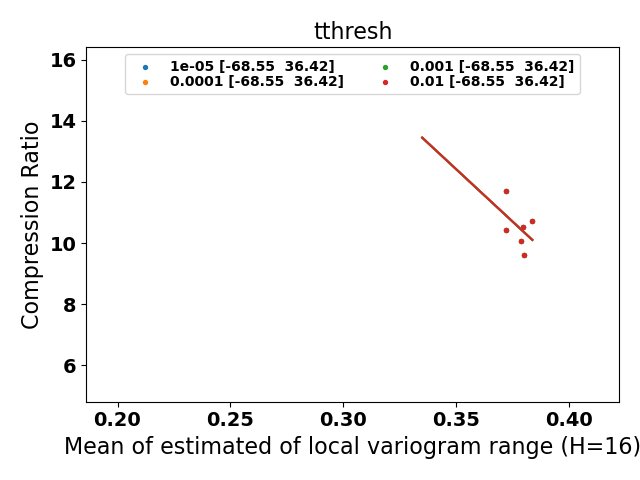 tthresh
1e-05 [-68.55  36.42]
0.0001 [-68.55  36.42]
0.001 [-68.55  36.42]
0.01 [-68.55  36.42]
Compression Ratio
16
14
12
10
8
6
0.20 0.25 0.30 0.35 0.40
Mean of estimated of local variogram range (H=16)